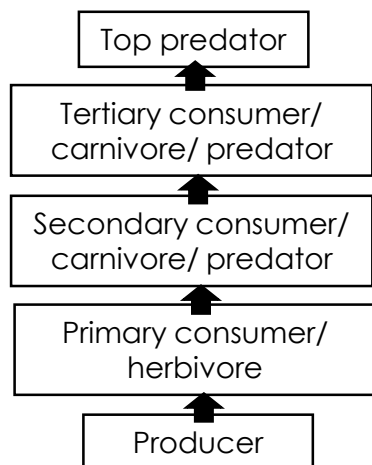 Top predator
Tertiary consumer/
carnivore/ predator
Secondary consumer/
carnivore/ predator
Primary consumer/
herbivore
Producer